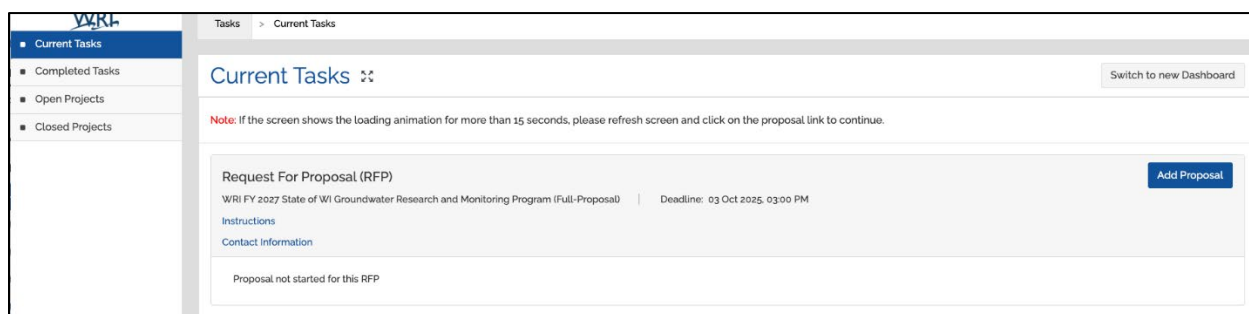 WRI
Tasks > Current Tasks
Current Tasks
Completed Tasks
Open Projects
Closed Projects
Current Tasks
Switch to new Dashboard
Note: If the screen shows the loading animation for more than 15 seconds, please refresh screen and click on the proposal link to continue.
Request For Proposal (RFP)
Add Proposal
WRI FY 2027 State of WI Groundwater Research and Monitoring Program (Full-Proposal) | Deadline: 03 Oct 2025, 03:00 PM
Instructions
Contact Information
Proposal not started for this RFP